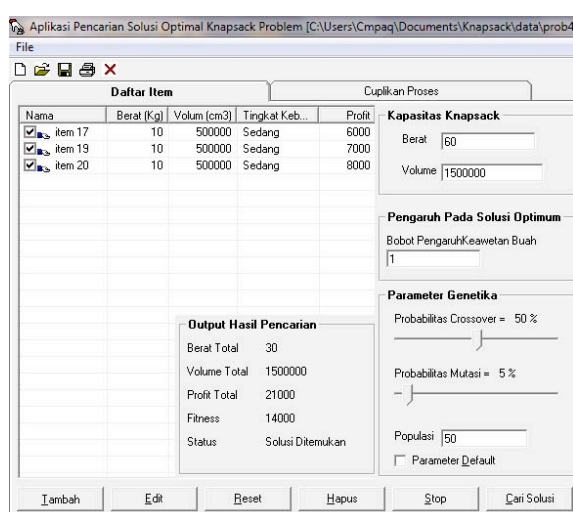 Aplikasi Pencarian Solusi Optimal Knapsack Problem [C:\Users\Cmpaq\Documents\Knapsack\data\prob4
File
Daftar Item
Cuplikan Proses
Nama Berat (Kg) Volum (cm3) Tingkat Keb... Profit
item 17 10 500000 Sedang 6000
item 19 10 500000 Sedang 7000
item 20 10 500000 Sedang 8000
Kapasitas Knapsack
Berat 60
Volume 1500000
Pengaruh Pada Solusi Optimum
Bobot PengaruhKeawetan Buah
1
Parameter Genetika
Probabilitas Crossover = 50 %
Probabilitas Mutasi = 5 %
Populasi 50
Parameter Default
Output Hasil Pencarian
Berat Total 30
Volume Total 1500000
Profit Total 21000
Fitness 14000
Status Solusi Ditemukan
Tambah Edit Reset Hapus Stop Cari Solusi